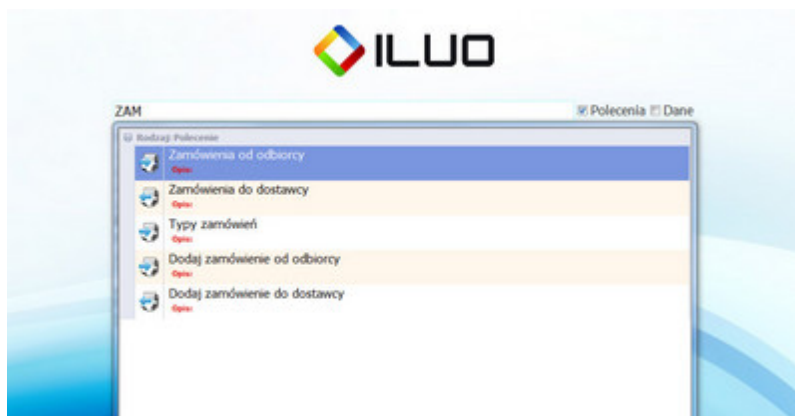 ILUO
ZAM
Polecenia Dane
Rodzaj Polecenie
Zamówienia od odbiorcy
Opis:
Zamówienia do dostawcy
Opis:
Typy zamówień
Opis:
Dodaj zamówienie od odbiorcy
Opis:
Dodaj zamówienie do dostawcy
Opis: